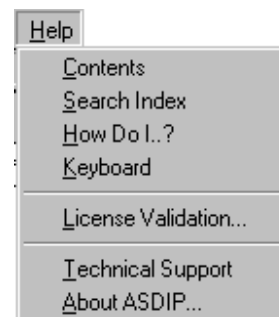 Help
Contents
Search Index
How Do I..?
Keyboard
License Validation...
Technical Support
About ASDIP...